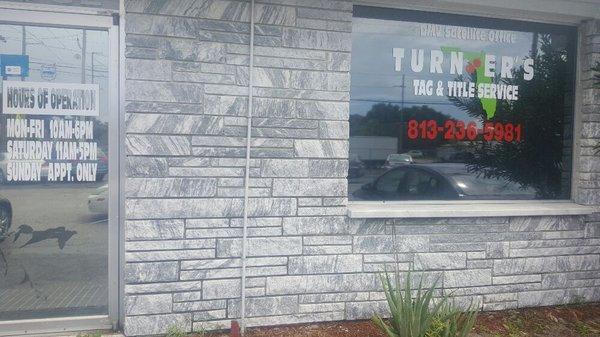 HOURS OF OPERATION
MON-FRI 10AM-6PM
SATURDAY 11AM-3PM
SUNDAY APPT. ONLY
DMV Satellite Office
TURNER'S
TAG & TITLE SERVICE
813-236-5981